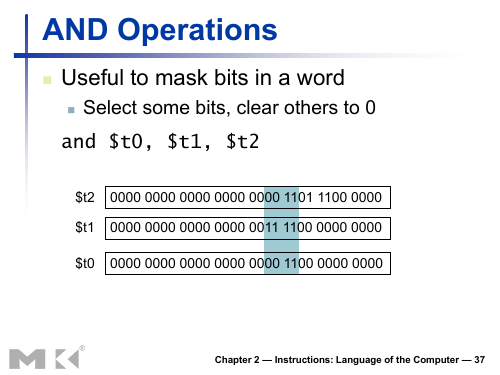 AND Operations
Useful to mask bits in a word
Select some bits, clear others to 0
and $t0, $t1, $t2
$t2 0000 0000 0000 0000 0000 1101 1100 0000
$t1 0000 0000 0000 0000 0011 1100 0000 0000
$t0 0000 0000 0000 0000 0000 1100 0000 0000
MK®
Chapter 2 — Instructions: Language of the Computer — 37